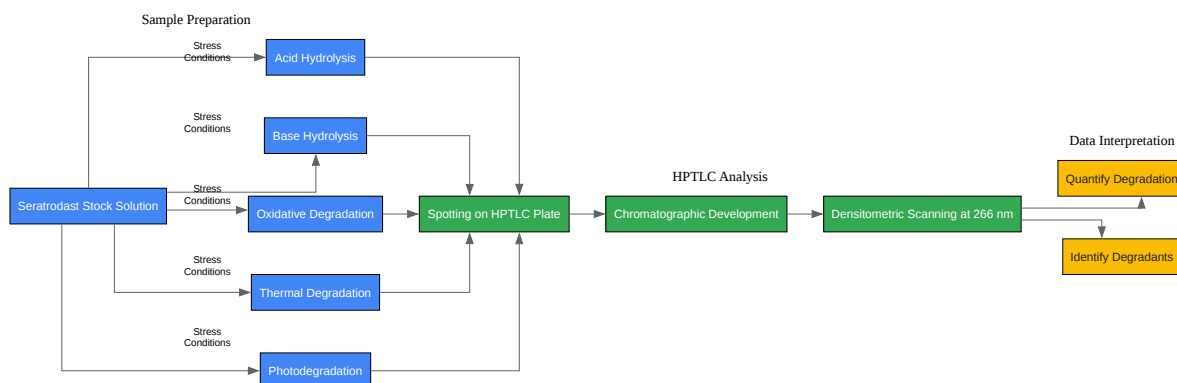 Sample Preparation
Stress
Conditions
Acid Hydrolysis
Stress
Conditions
Base Hydrolysis
Stress
Conditions
Seratrodast Stock Solution
Oxidative Degradation
Stress
Conditions
Thermal Degradation
Stress
Conditions
Photodegradation
HPTLC Analysis
Spotting on HPTLC Plate
Chromatographic Development
Densitometric Scanning at 266 nm
Data Interpretation
Quantify Degradation
Identify Degradants